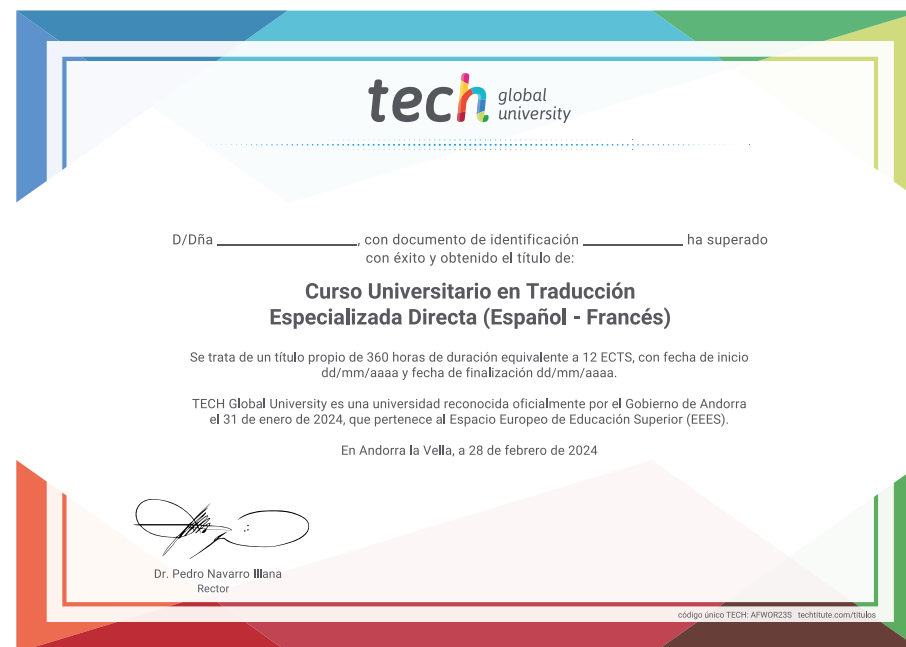 tech global university
D/Dña ____________________, con documento de identificación ______________ ha superado
con éxito y obtenido el título de:
Curso Universitario en Traducción
Especializada Directa (Español - Francés)
Se trata de un título propio de 360 horas de duración equivalente a 12 ECTS, con fecha de inicio
dd/mm/aaaa y fecha de finalización dd/mm/aaaa.
TECH Global University es una universidad reconocida oficialmente por el Gobierno de Andorra
el 31 de enero de 2024, que pertenece al Espacio Europeo de Educación Superior (EEES).
En Andorra la Vella, a 28 de febrero de 2024
Dr. Pedro Navarro Illana
Rector
código único TECH: AFWOR23S techtitute.com/titulos